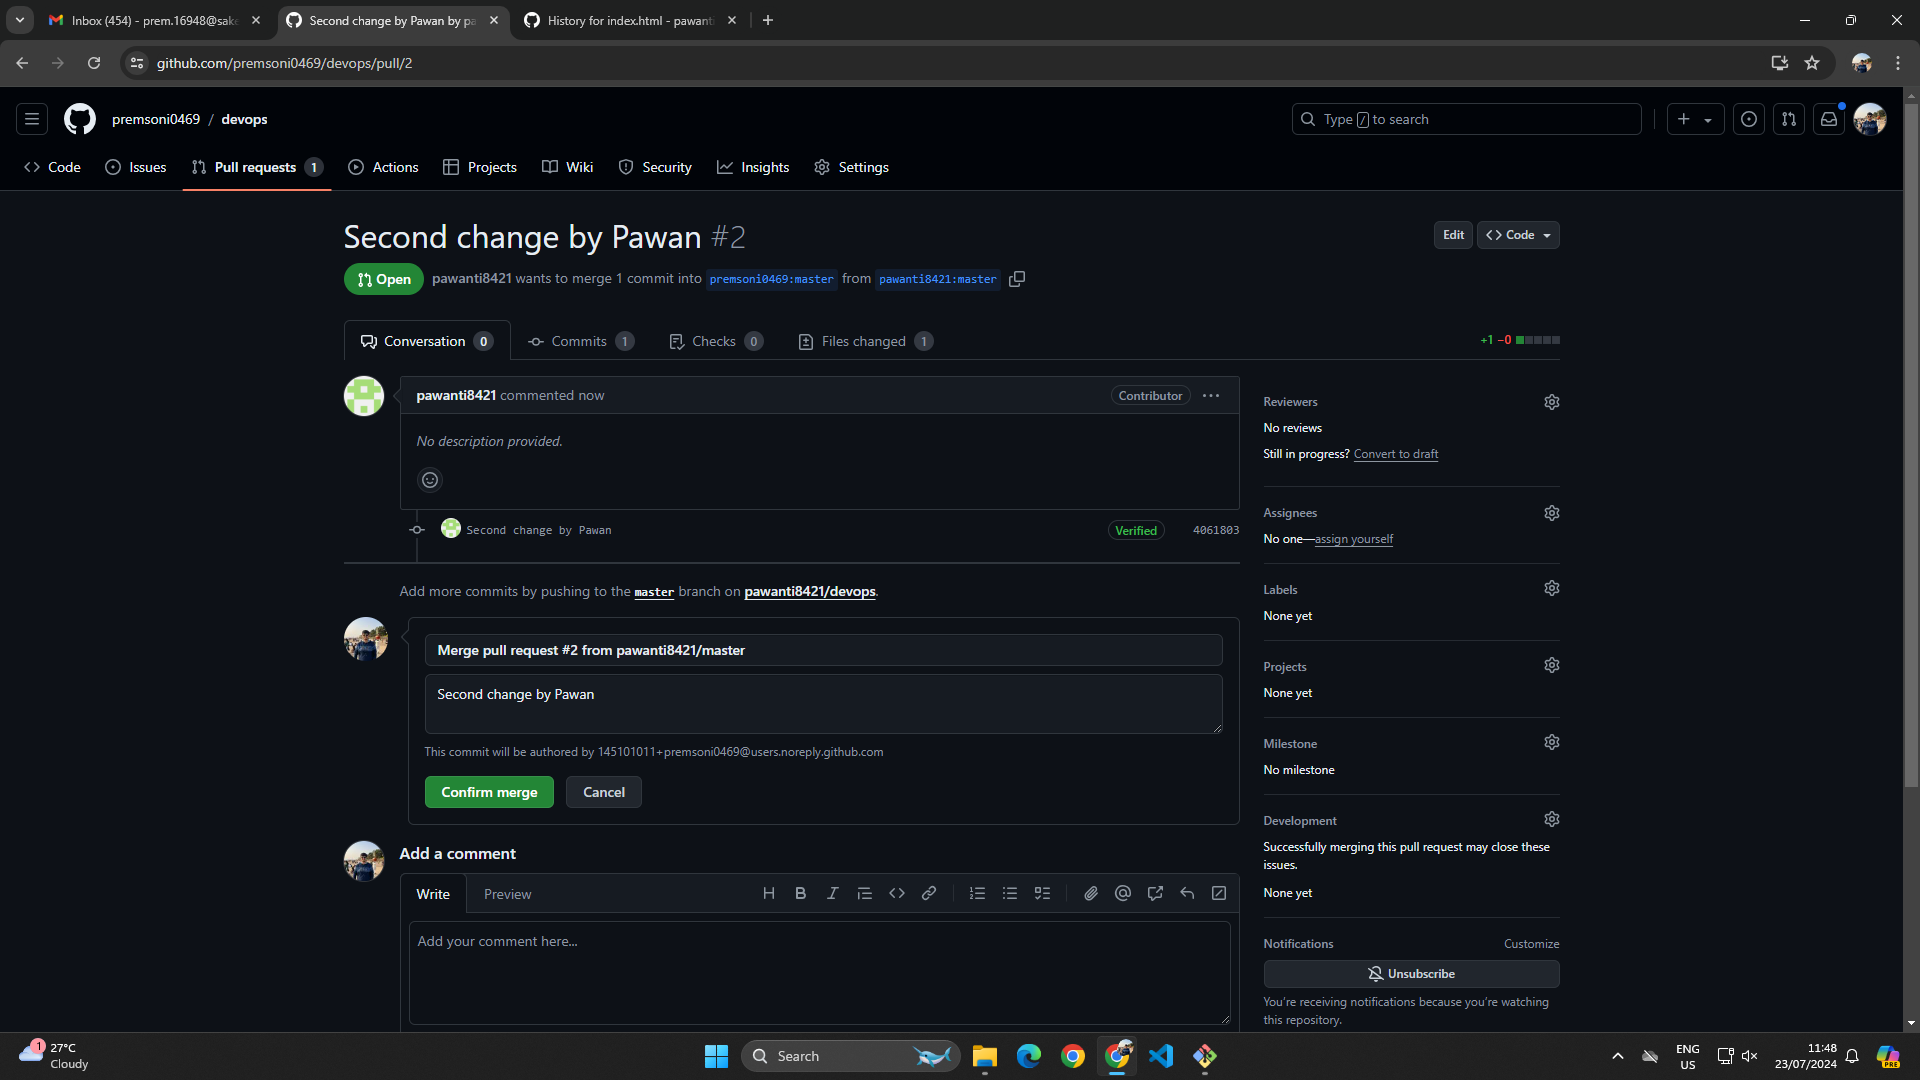 Inbox (454) - prem.16948@sake
Second change by Pawan by pa
History for index.html - pawanti
github.com/premsoni0469/devops/pull/2
premsoni0469 / devops
Type / to search
Code
Issues
Pull requests 1
Actions
Projects
Wiki
Security
Insights
Settings
Second change by Pawan #2
Edit
Code
Open
pawanti8421 wants to merge 1 commit into premsoni0469:master from pawanti8421:master
Conversation 0
Commits 1
Checks 0
Files changed 1
+1 −0
pawanti8421 commented now
Contributor
No description provided.
Second change by Pawan
Verified
4061803
Add more commits by pushing to the master branch on pawanti8421/devops.
Merge pull request #2 from pawanti8421/master
Second change by Pawan
This commit will be authored by 145101011+premsoni0469@users.noreply.github.com
Confirm merge
Cancel
Add a comment
Write
Preview
Add your comment here...
Reviewers
No reviews
Still in progress? Convert to draft
Assignees
No one—assign yourself
Labels
None yet
Projects
None yet
Milestone
No milestone
Development
Successfully merging this pull request may close these
issues.
None yet
Notifications
Customize
Unsubscribe
You're receiving notifications because you're watching
this repository.
1
27°C
Cloudy
Search
ENG
US
11:48
23/07/2024
PRE